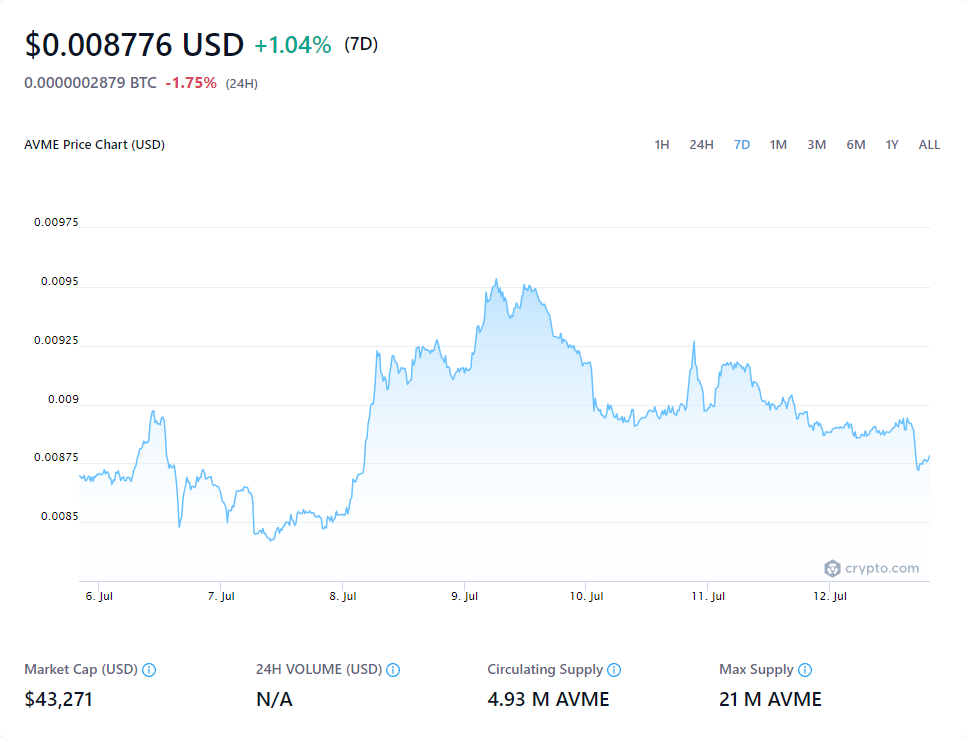 $0.008776 USD +1.04% (7D)
0.0000002879 BTC -1.75% (24H)
AVME Price Chart (USD) 1H 24H 7D 1M 3M 6M 1Y ALL
0.00975
0.0095
0.00925
0.009
0.00875
0.0085
crypto.com
6. Jul 7. Jul 8. Jul 9. Jul 10. Jul 11. Jul 12. Jul
Market Cap (USD) 24H VOLUME (USD) Circulating Supply Max Supply
$43,271 N/A 4.93 M AVME 21 M AVME